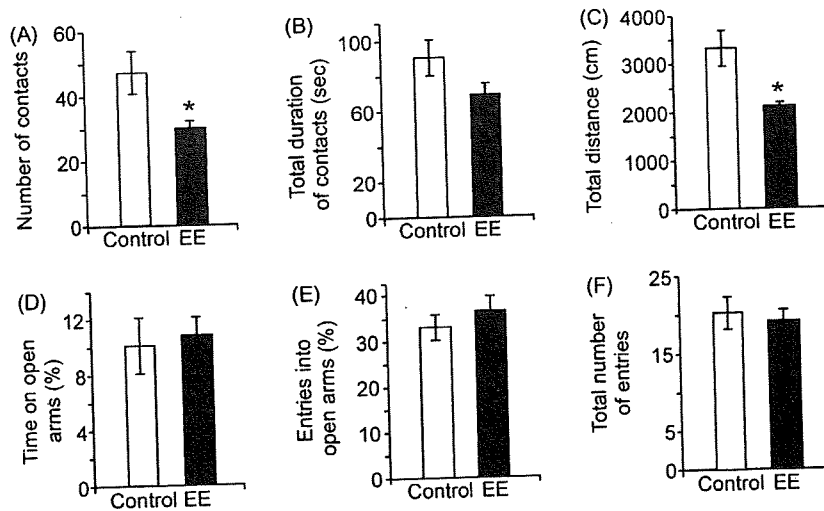 (A)
Number of contacts
60
40
20
0
Control EE
*
(B)
Total duration
of contacts (sec)
100
60
20
0
Control EE
(C)
Total distance (cm)
4000
3000
2000
1000
0
Control EE
*
(D)
Time on open
arms (%)
12
8
4
0
Control EE
(E)
Entries into
open arms (%)
40
30
20
10
0
Control EE
(F)
Total number
of entries
25
15
5
0
Control EE